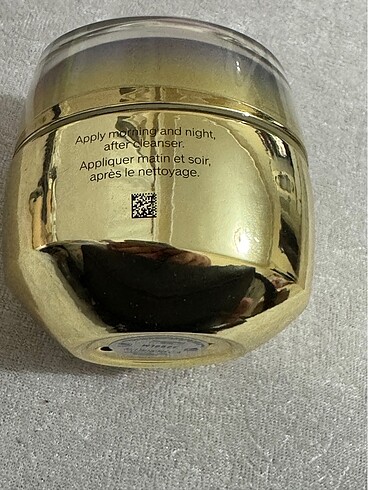 Apply morning and night,
after cleanser.
Appliquer matin et soir,
après le nettoyage.